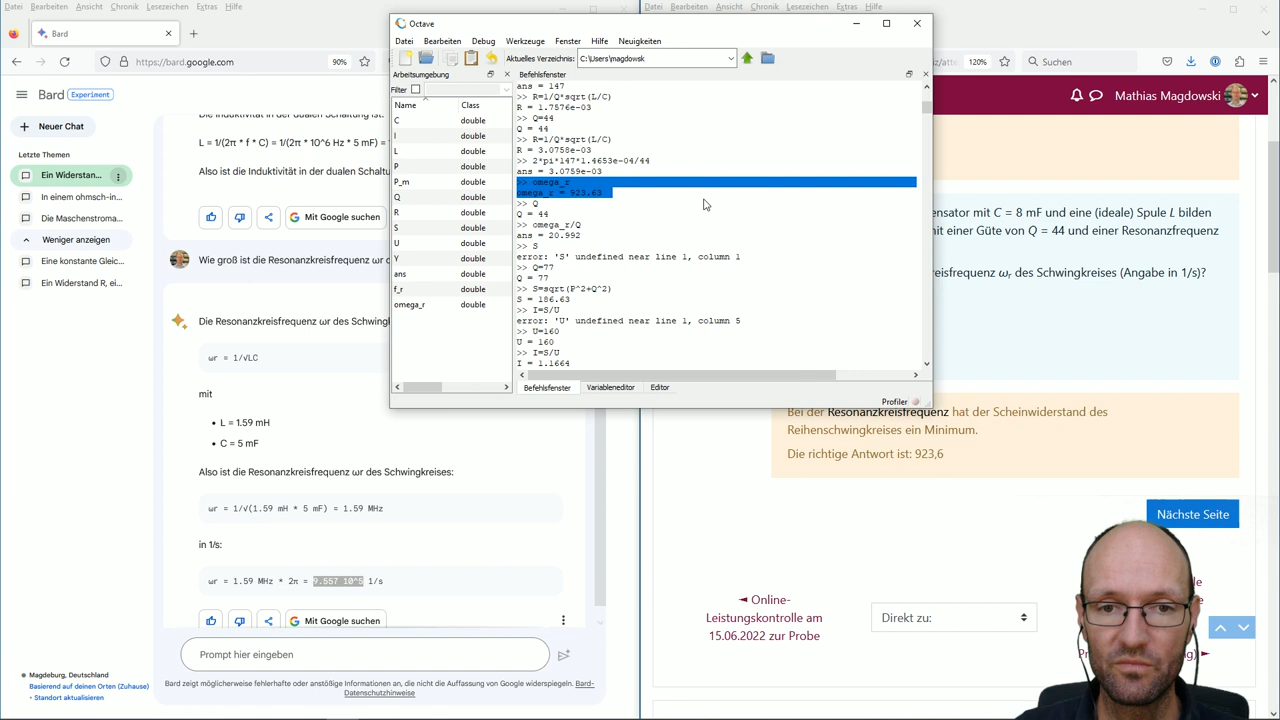 Datei Bearbeiten Ansicht Chronik Lesezeichen Extras Hilfe
Bard
https://bard.google.com
90%
Bard Experiment
Neuer Chat
Letzte Themen
Ein Widerstan...
In einem ohmsch-in...
Die Maschenstroma...
Weniger anzeigen
Eine konstante Gleic...
Ein Widerstand R, ei...
Magdeburg, Deutschland
Basierend auf deinen Orten (Zuhause)
• Standort aktualisieren
Die Induktivität in der dualen Schaltung ist:
L = 1/(2π * f * C) = 1/(2π * 10^6 Hz * 5 mF) =
Also ist die Induktivität in der dualen Schaltu
Mit Google suchen
Wie groß ist die Resonanzkreisfrequenz ωr d
Die Resonanzkreisfrequenz ωr des Schwingk
ωr = 1/√LC
mit
• L = 1.59 mH
• C = 5 mF
Also ist die Resonanzkreisfrequenz ωr des Schwingkreises:
ωr = 1/√(1.59 mH * 5 mF) = 1.59 MHz
in 1/s:
ωr = 1.59 MHz * 2π = 9.557 10^5 1/s
Mit Google suchen
Prompt hier eingeben
Bard zeigt möglicherweise fehlerhafte oder anstößige Informationen an, die nicht die Auffassung von Google widerspiegeln. Bard-
Datenschutzhinweise
Octave
Datei Bearbeiten Debug Werkzeuge Fenster Hilfe Neuigkeiten
Aktuelles Verzeichnis: C:\Users\magdowsk
Arbeitsumgebung
Filter
Name Class
C double
I double
L double
P double
P_m double
Q double
R double
S double
U double
Y double
ans double
f_r double
omega_r double
Befehlsfenster
ans = 147
>> R=1/Q*sqrt(L/C)
R = 1.7576e-03
>> Q=44
Q = 44
>> R=1/Q*sqrt(L/C)
R = 3.0758e-03
>> 2*pi*147*1.4653e-04/44
ans = 3.0759e-03
>> omega_r
omega_r = 923.63
>> Q
Q = 44
>> omega_r/Q
ans = 20.992
>> S
error: 'S' undefined near line 1, column 1
>> Q=77
Q = 77
>> S=sqrt(P^2+Q^2)
S = 186.63
>> I=S/U
error: 'U' undefined near line 1, column 5
>> U=160
U = 160
>> I=S/U
I = 1.1664
Befehlsfenster Variableneditor Editor
Profiler
Datei Bearbeiten Ansicht Chronik Lesezeichen Extras Hilfe
120%
Suchen
Mathias Magdowski
ensator mit C = 8 mF und eine (ideale) Spule L bilden
mit einer Güte von Q = 44 und einer Resonanzfrequenz
eisfrequenz ωr des Schwingkreises (Angabe in 1/s)?
Bei der Resonanzkreisfrequenz hat der Scheinwiderstand des
Reihenschwingkreises ein Minimum.
Die richtige Antwort ist: 923,6
Nächste Seite
◄ Online-
Leistungskontrolle am
15.06.2022 zur Probe
Direkt zu: